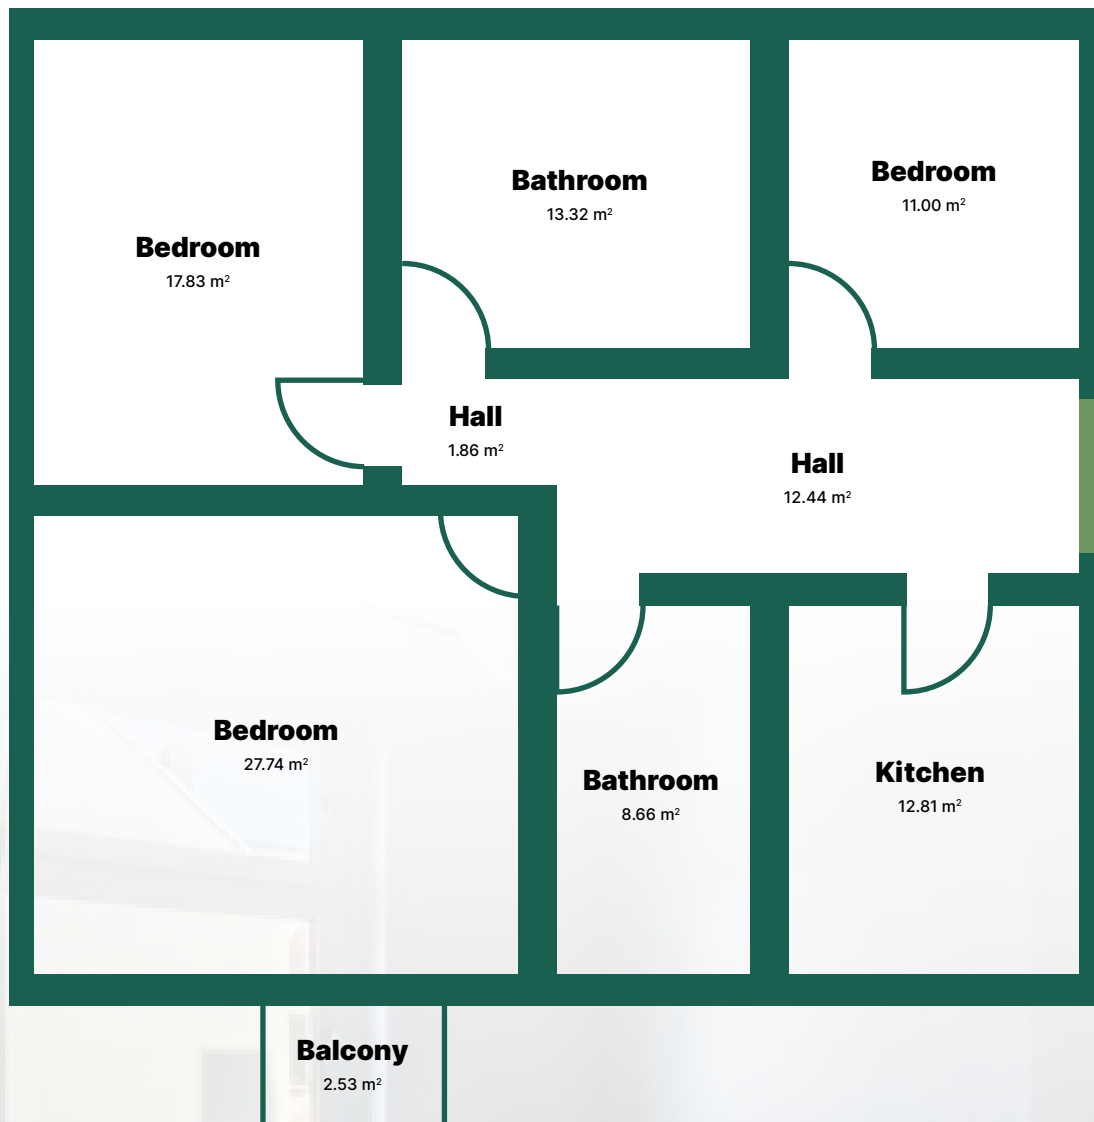 Bedroom
17.83 m²
Bathroom
13.32 m²
Bedroom
11.00 m²
Hall
1.86 m²
Hall
12.44 m²
Bedroom
27.74 m²
Bathroom
8.66 m²
Kitchen
12.81 m²
Balcony
2.53 m²